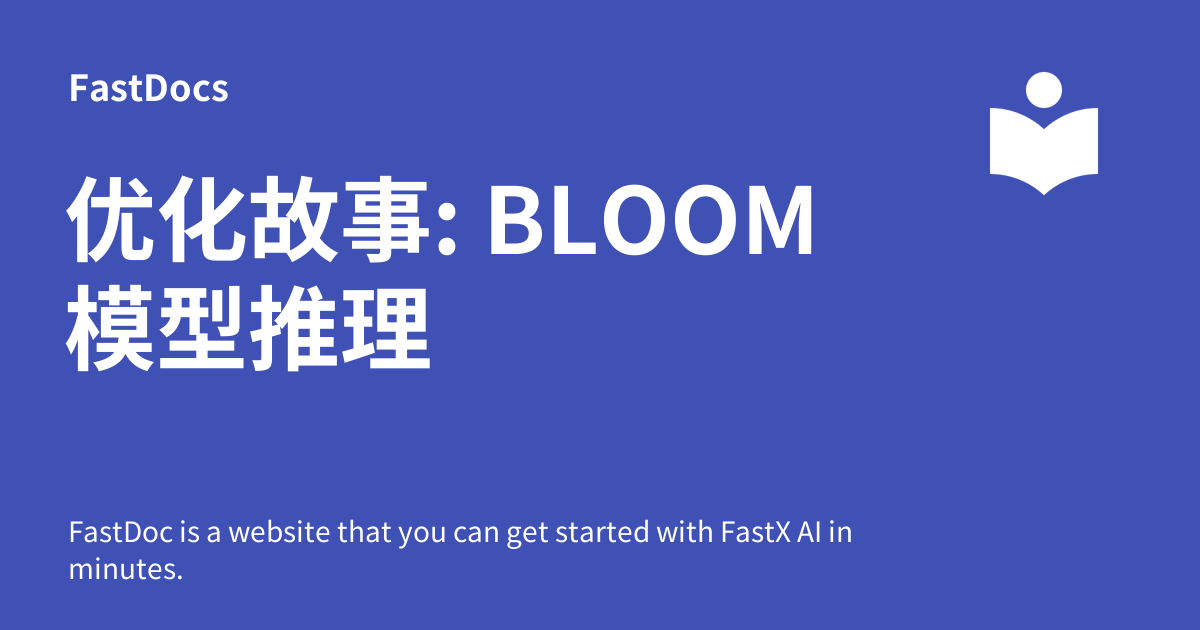 FastDocs
优化故事: BLOOM
模型推理
FastDoc is a website that you can get started with FastX AI in
minutes.